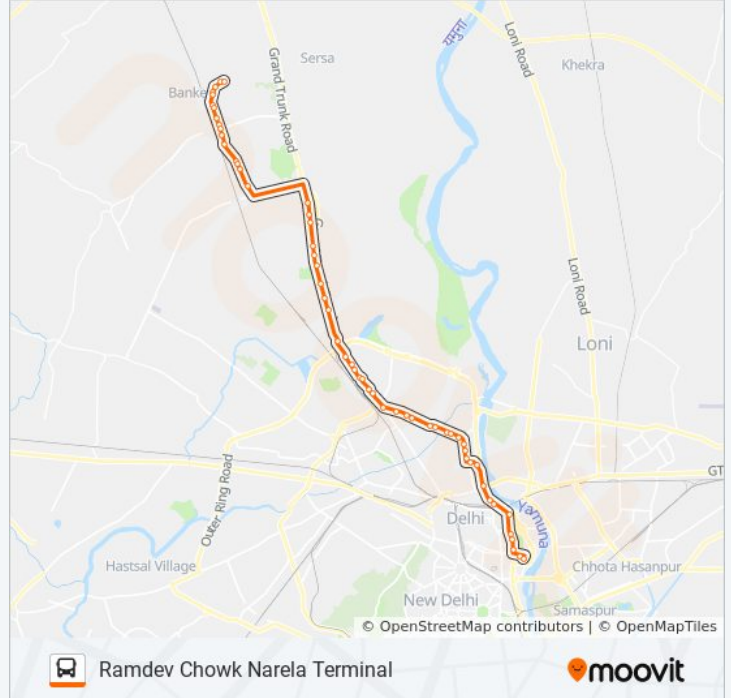 यमुना
Loni Road
Sersa
Khekra
Grand Trunk Road
Banke
Loni Road
Loni
Outer Ring Road
GT
Yamuna
Delhi
Hastsal Village
Chhota Hasanpur
New Delhi
Samaspur
© OpenStreetMap contributors | © OpenMapTiles
Ramdev Chowk Narela Terminal
moovit